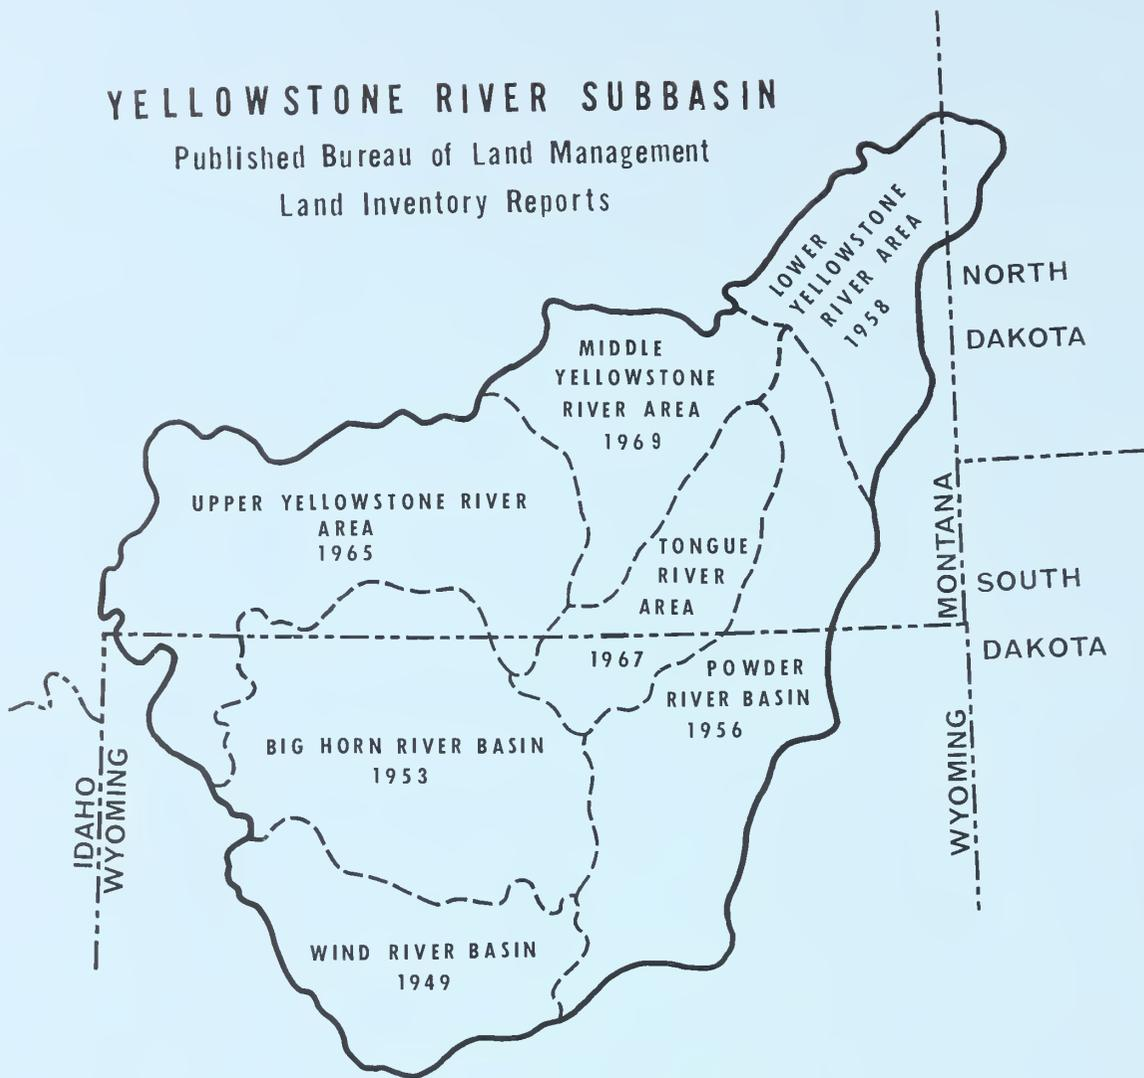 YELLOWSTONE RIVER SUBBASIN
Published Bureau of Land Management
Land Inventory Reports
LOWER
YELLOWSTONE
RIVER AREA
1958
NORTH
DAKOTA
MIDDLE
YELLOWSTONE
RIVER AREA
1969
UPPER YELLOWSTONE RIVER
AREA
1965
TONGUE
RIVER
AREA
1967
MONTANA
SOUTH
DAKOTA
POWDER
RIVER BASIN
1956
BIG HORN RIVER BASIN
1953
IDAHO
WYOMING
WYOMING
WIND RIVER BASIN
1949